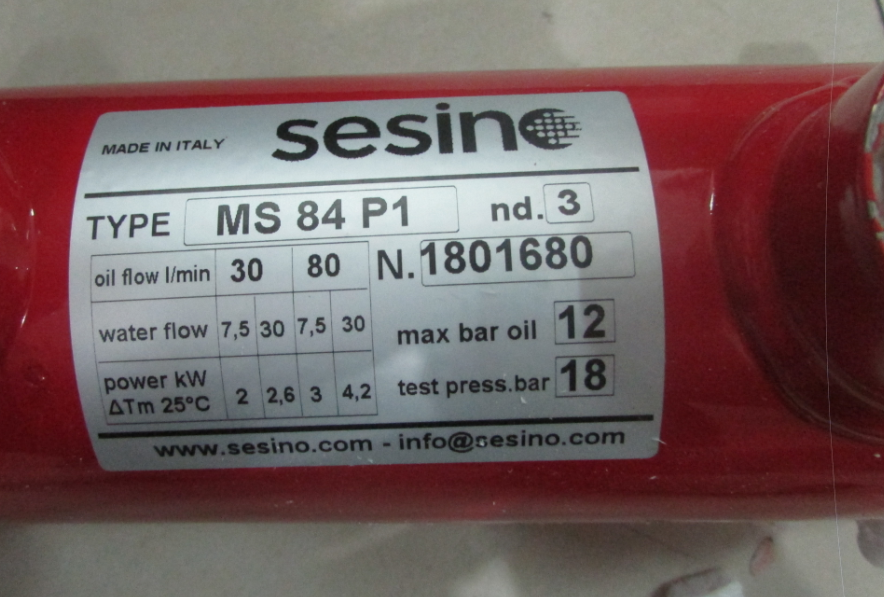 MADE IN ITALY sesino
TYPE MS 84 P1 nd. 3
oil flow l/min 30 80 N. 1801680
water flow 7,5 30 7,5 30 max bar oil 12
power kW
ΔTm 25°C 2 2,6 3 4,2 test press.bar 18
www.sesino.com - info@sesino.com